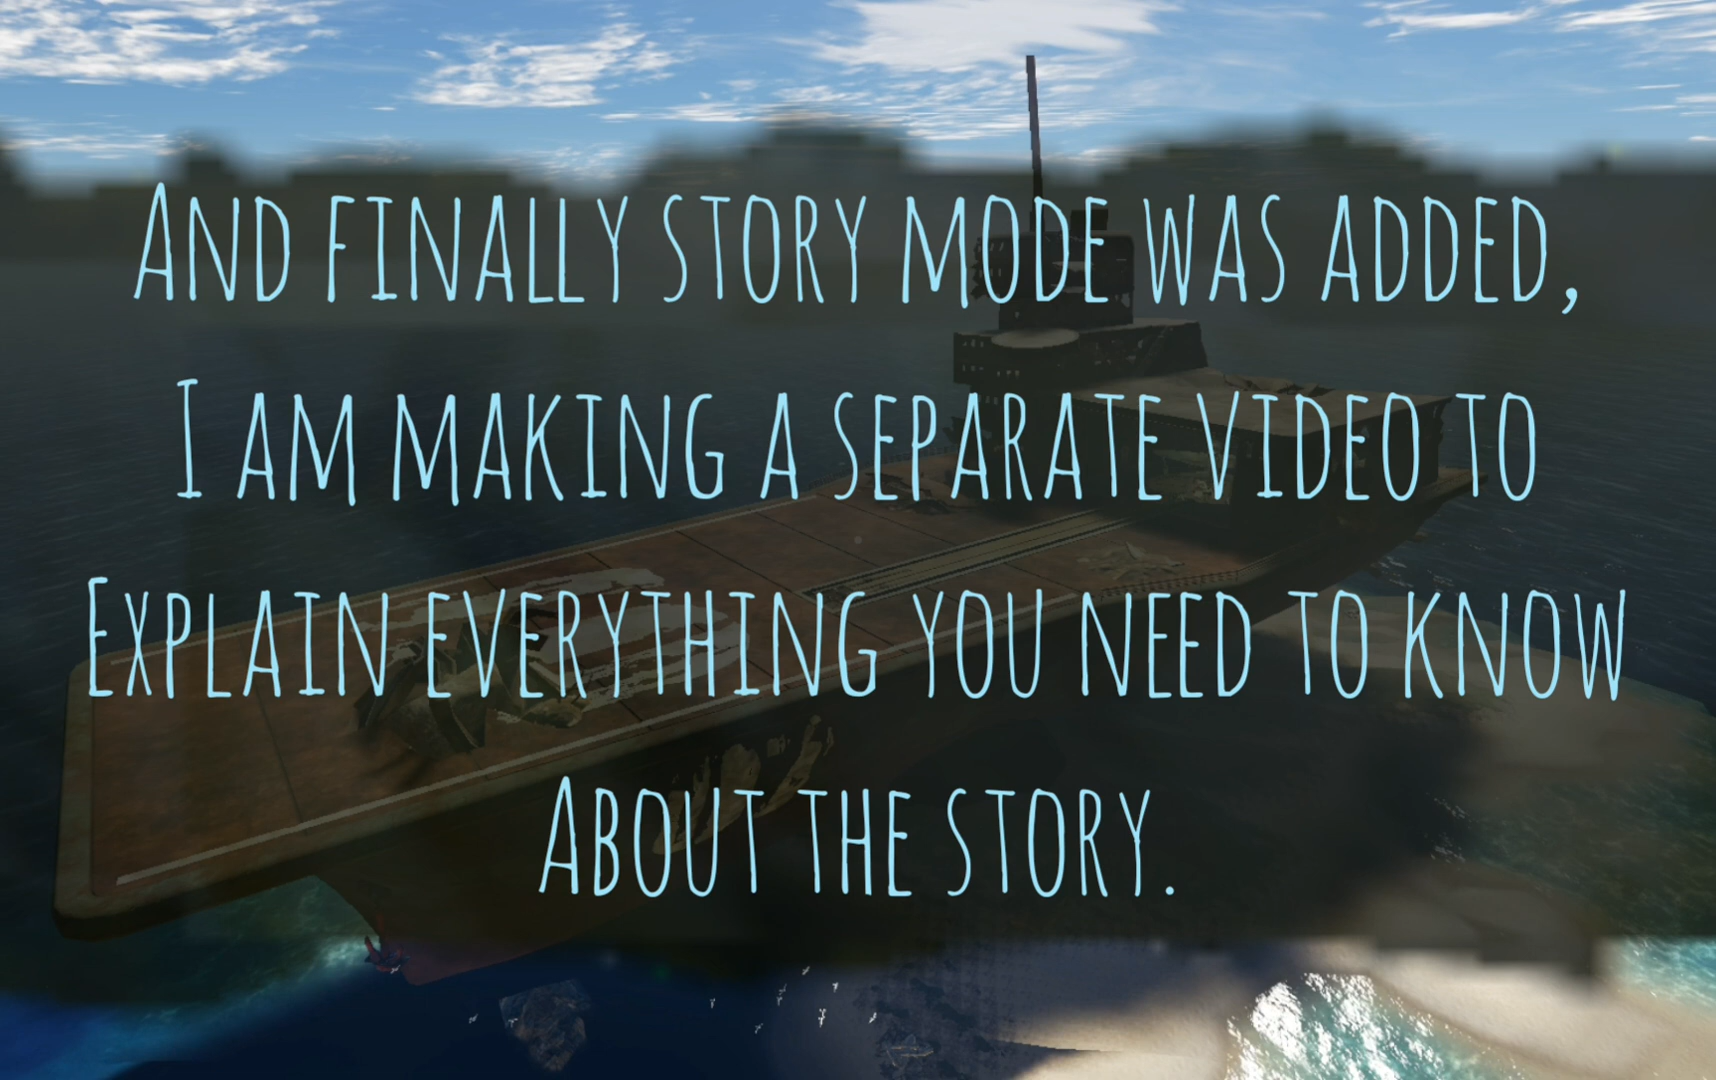 And finally story mode was added,
I am making a separate video to
Explain everything you need to know
About the story.